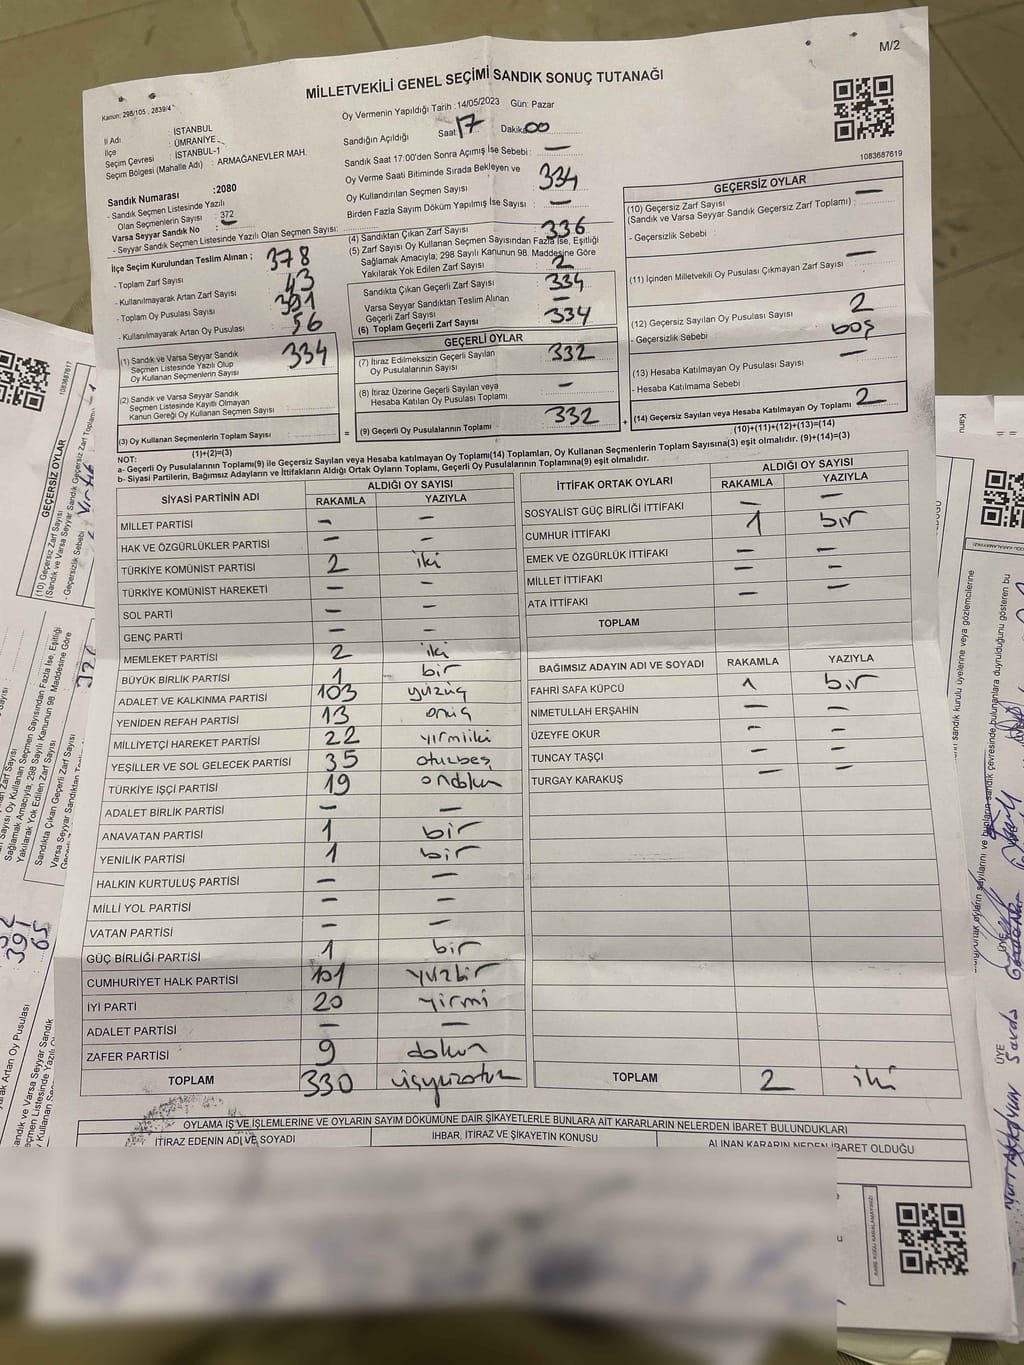 M/2
MİLLETVEKİLİ GENEL SEÇİMİ SANDIK SONUÇ TUTANAĞI
Kanun: 298/105 , 2839/4
Oy Vermenin Yapıldığı Tarih :14/05/2023 Gün: Pazar
İl Adı : İSTANBUL
İlçe : ÜMRANİYE
Seçim Çevresi : İSTANBUL-1
Seçim Bölgesi (Mahalle Adı) : ARMAĞANEVLER MAH.
Sandık Numarası :2080
- Sandık Seçmen Listesinde Yazılı
Olan Seçmenlerin Sayısı : 372
Varsa Seyyar Sandık No : —
- Seyyar Sandık Seçmen Listesinde Yazılı Olan Seçmen Sayısı:
İlçe Seçim Kurulundan Teslim Alınan ;
- Toplam Zarf Sayısı : 378
- Kullanılmayarak Artan Zarf Sayısı : 43
- Toplam Oy Pusulası Sayısı : 391
- Kullanılmayarak Artan Oy Pusulası : 56
(1) Sandık ve Varsa Seyyar Sandık
Seçmen Listesinde Yazılı Olup
Oy Kullanan Seçmenlerin Sayısı : 334
(2) Sandık ve Varsa Seyyar Sandık
Seçmen Listesinde Kayıtlı Olmayan
Kanun Gereği Oy Kullanan Seçmen Sayısı :
(3) Oy Kullanan Seçmenlerin Toplam Sayısı :
(1)+(2)=(3)
Sandığın Açıldığı Saat 17 Dakika: 00
Sandık Saat 17:00'den Sonra Açımış İse Sebebi : —
Oy Verme Saati Bitiminde Sırada Bekleyen ve
Oy Kullandırılan Seçmen Sayısı : 334
Birden Fazla Sayım Döküm Yapılmış İse Sayısı : —
(4) Sandıktan Çıkan Zarf Sayısı : 336
(5) Zarf Sayısı Oy Kullanan Seçmen Sayısından Fazla İse, Eşitliği
Sağlamak Amacıyla; 298 Sayılı Kanunun 98. Maddesine Göre
Yakılarak Yok Edilen Zarf Sayısı : 2
Sandıkta Çıkan Geçerli Zarf Sayısı : 334
Varsa Seyyar Sandıktan Teslim Alınan
Geçerli Zarf Sayısı : —
(6) Toplam Geçerli Zarf Sayısı : 334
GEÇERLİ OYLAR
(7) İtiraz Edilmeksizin Geçerli Sayılan
Oy Pusulalarının Sayısı : 332
(8) İtiraz Üzerine Geçerli Sayılan veya
Hesaba Katılan Oy Pusulası Toplamı : —
= (9) Geçerli Oy Pusulalarının Toplamı : 332
1083687619
GEÇERSİZ OYLAR
(10) Geçersiz Zarf Sayısı —
(Sandık ve Varsa Seyyar Sandık Geçersiz Zarf Toplamı) :
- Geçersizlik Sebebi :
(11) İçinden Milletvekili Oy Pusulası Çıkmayan Zarf Sayısı : —
(12) Geçersiz Sayılan Oy Pusulası Sayısı : 2
- Geçersizlik Sebebi : boş
(13) Hesaba Katılmayan Oy Pusulası Sayısı : —
- Hesaba Katılmama Sebebi :
+ (14) Geçersiz Sayılan veya Hesaba Katılmayan Oy Toplamı : 2
(10)+(11)+(12)+(13)=(14)
NOT:
a- Geçerli Oy Pusulalarının Toplamı(9) ile Geçersiz Sayılan veya Hesaba katılmayan Oy Toplamı(14) Toplamları, Oy Kullanan Seçmenlerin Toplam Sayısına(3) eşit olmalıdır. (9)+(14)=(3)
b- Siyasi Partilerin, Bağımsız Adayların ve İttifakların Aldığı Ortak Oyların Toplamı, Geçerli Oy Pusulalarının Toplamına(9) eşit olmalıdır.
SİYASİ PARTİNİN ADI ALDIĞI OY SAYISI
RAKAMLA YAZIYLA
MİLLET PARTİSİ — —
HAK VE ÖZGÜRLÜKLER PARTİSİ — —
TÜRKİYE KOMÜNİST PARTİSİ 2 iki
TÜRKİYE KOMÜNİST HAREKETİ — —
SOL PARTİ — —
GENÇ PARTİ — —
MEMLEKET PARTİSİ 2 iki
BÜYÜK BİRLİK PARTİSİ 1 bir
ADALET VE KALKINMA PARTİSİ 103 yüzüç
YENİDEN REFAH PARTİSİ 13 onüç
MİLLİYETÇİ HAREKET PARTİSİ 22 yirmiiki
YEŞİLLER VE SOL GELECEK PARTİSİ 35 otuzbeş
TÜRKİYE İŞÇİ PARTİSİ 19 ondokuz
ADALET BİRLİK PARTİSİ — —
ANAVATAN PARTİSİ 1 bir
YENİLİK PARTİSİ 1 bir
HALKIN KURTULUŞ PARTİSİ — —
MİLLİ YOL PARTİSİ — —
VATAN PARTİSİ — —
GÜÇ BİRLİĞİ PARTİSİ 1 bir
CUMHURİYET HALK PARTİSİ 101 yüzbir
İYİ PARTİ 20 yirmi
ADALET PARTİSİ — —
ZAFER PARTİSİ 9 dokuz
TOPLAM 330 üçyüzotuz
İTTİFAK ORTAK OYLARI ALDIĞI OY SAYISI
RAKAMLA YAZIYLA
SOSYALİST GÜÇ BİRLİĞİ İTTİFAKI — —
CUMHUR İTTİFAKI 1 bir
EMEK VE ÖZGÜRLÜK İTTİFAKI — —
MİLLET İTTİFAKI — —
ATA İTTİFAKI — —
TOPLAM
BAĞIMSIZ ADAYIN ADI VE SOYADI RAKAMLA YAZIYLA
FAHRİ SAFA KÜPCÜ 1 bir
NİMETULLAH ERŞAHİN — —
ÜZEYFE OKUR — —
TUNCAY TAŞÇI — —
TURGAY KARAKUŞ — —
TOPLAM 2 iki
OYLAMA İŞ VE İŞLEMLERİNE VE OYLARIN SAYIM DÖKÜMÜNE DAİR ŞİKAYETLERLE BUNLARA AİT KARARLARIN NELERDEN İBARET BULUNDUKLARI
İTİRAZ EDENİN ADI VE SOYADI İHBAR, İTİRAZ VE ŞİKAYETİN KONUSU ALINAN KARARIN NEDEN İBARET OLDUĞU
1083687617
GEÇERSİZ OYLAR
(10) Geçersiz Zarf Sayısı
(Sandık ve Varsa Seyyar Sandık Geçersiz Zarf Toplamı)
- Geçersizlik Sebebi
391
65
ÜYE
ÜYE